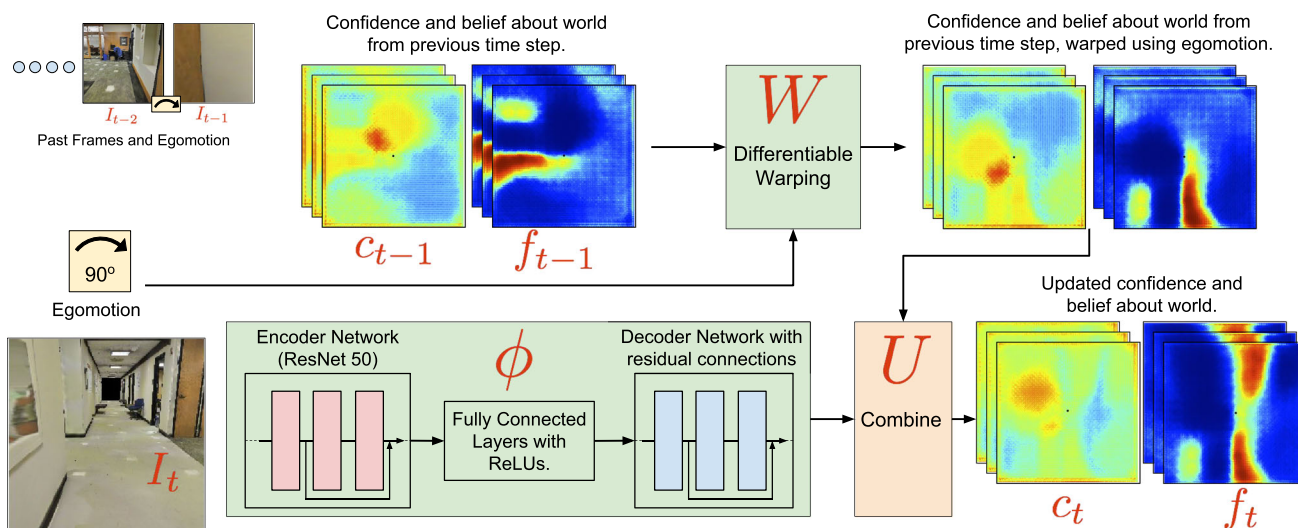 Confidence and belief about world
from previous time step.
Confidence and belief about world from
previous time step, warped using egomotion.
I_{t-2}
I_{t-1}
Past Frames and Egomotion
W
Differentiable
Warping
c_{t-1}
f_{t-1}
90°
Egomotion
Updated confidence and
belief about world.
Encoder Network
(ResNet 50)
ϕ
Decoder Network with
residual connections
Fully Connected
Layers with
ReLUs.
U
Combine
I_t
c_t
f_t